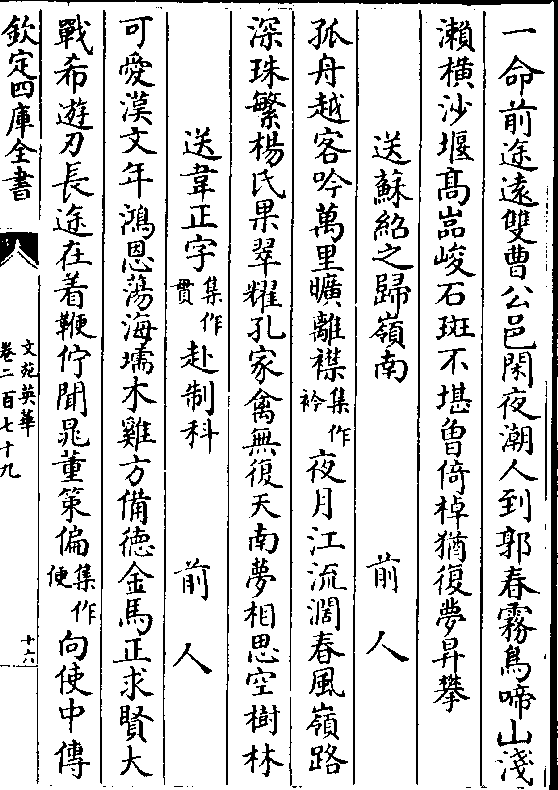 一命前途遠雙曹公邑閑夜潮人到郭春霧鳥啼山淺
瀨橫沙堰髙嵓峻石斑不堪曽倚棹猶復夢昇攀
送蘇綰之歸嶺南 前人
孤舟越客吟萬里曠離襟集作衿夜月江流濶春風嶺路
深珠繁楊氏果翠耀孔家禽無復天南夢相思空樹林
送韋正字集作貫赴制科 前人
可愛漢文年鴻恩蕩海壖木雞方備德金馬正求賢大
戰希遊刃長途在着鞭佇聞晁董策偏集作便向使中傳
欽定四庫全書
文苑英華
卷二百七十九
十六